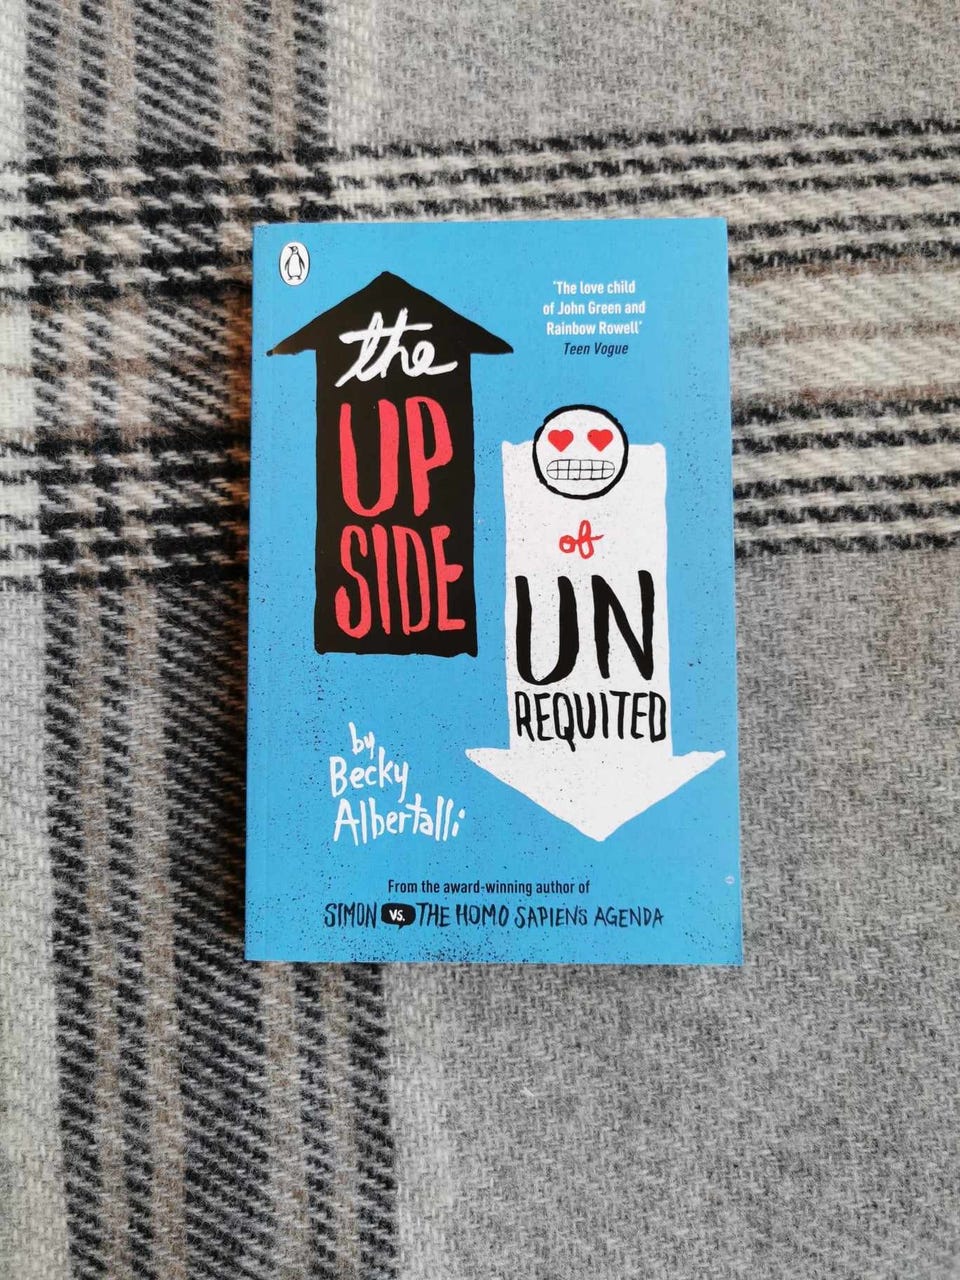 the
UP
SIDE
'The love child
of John Green and
Rainbow Rowell'
Teen Vogue
of
UN
REQUITED
by
Becky
Albertalli
From the award-winning author of
SIMON VS. THE HOMO SAPIENS AGENDA